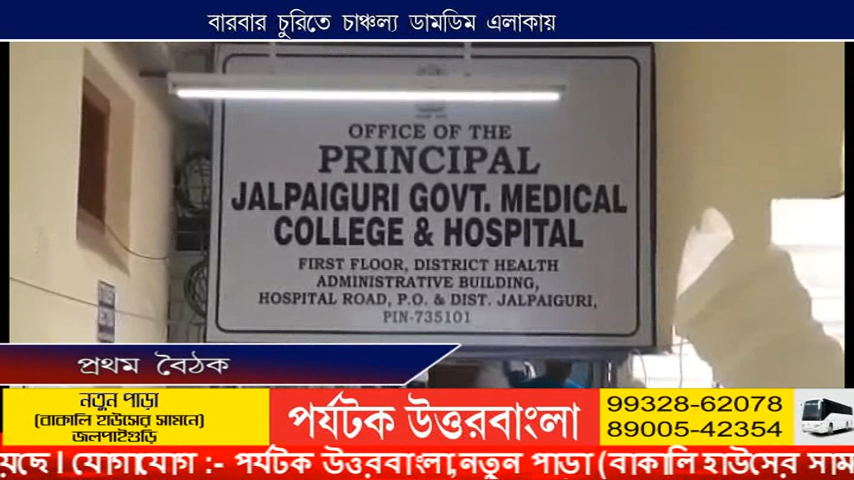 বারবার চুরিতে চাঞ্চল্য ডামডিম এলাকায়
OFFICE OF THE
PRINCIPAL
JALPAIGURI GOVT. MEDICAL
COLLEGE & HOSPITAL
FIRST FLOOR, DISTRICT HEALTH
ADMINISTRATIVE BUILDING,
HOSPITAL ROAD, P.O. & DIST. JALPAIGURI,
PIN-735101
প্রথম বৈঠক
নতুন পাড়া
(বাকালি হাউসের সামনে)
জলপাইগুড়ি
পর্যটক উত্তরবাংলা
99328-62078
89005-42354
য়েছে। যোগাযোগ :- পর্যটক উত্তরবাংলা,নতুন পাড়া (বাকালি হাউসের সাম